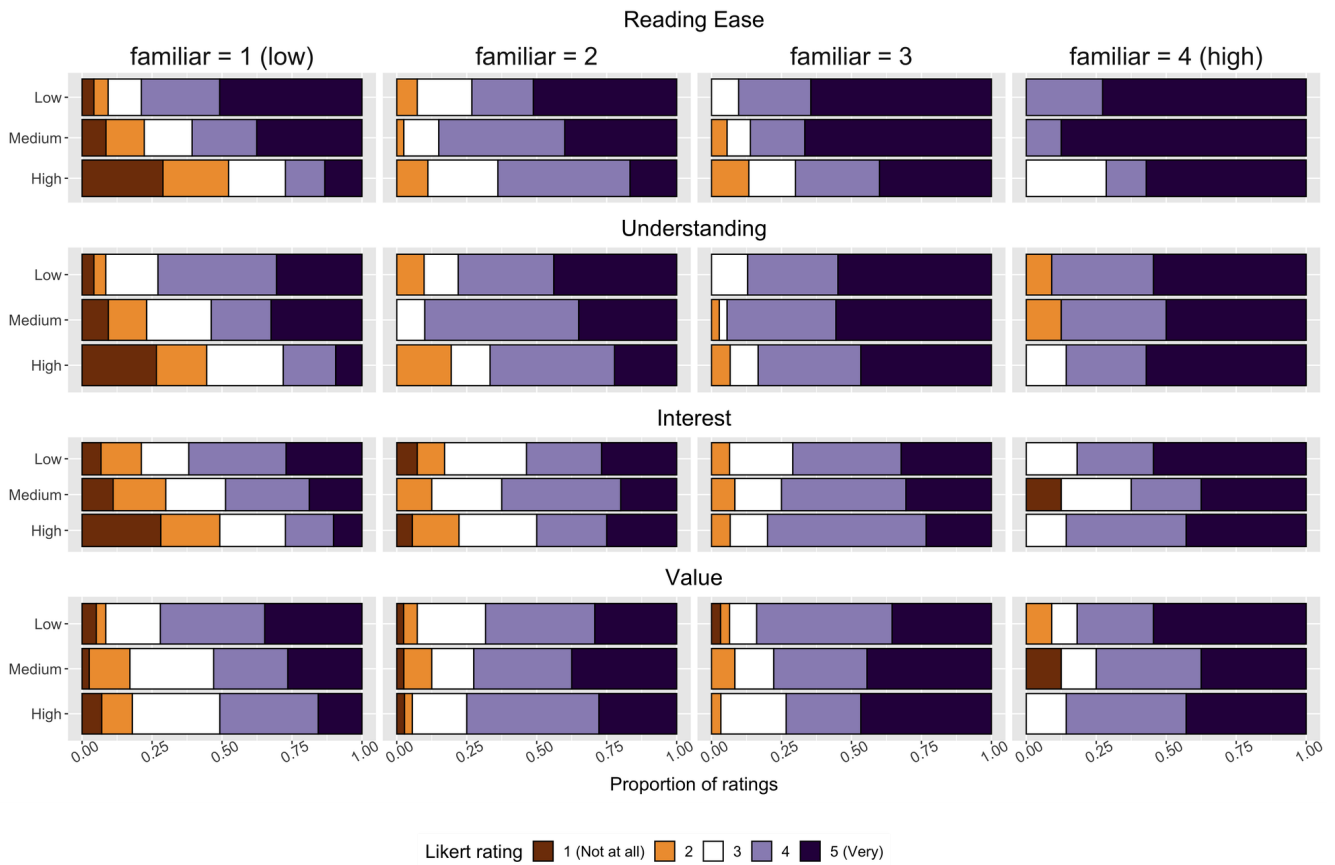 Reading Ease
familiar = 1 (low) familiar = 2 familiar = 3 familiar = 4 (high)
Low
Medium
High
Understanding
Low
Medium
High
Interest
Low
Medium
High
Value
Low
Medium
High
0.00 0.25 0.50 0.75 1.00 0.00 0.25 0.50 0.75 1.00 0.00 0.25 0.50 0.75 1.00 0.00 0.25 0.50 0.75 1.00
Proportion of ratings
Likert rating 1 (Not at all) 2 3 4 5 (Very)